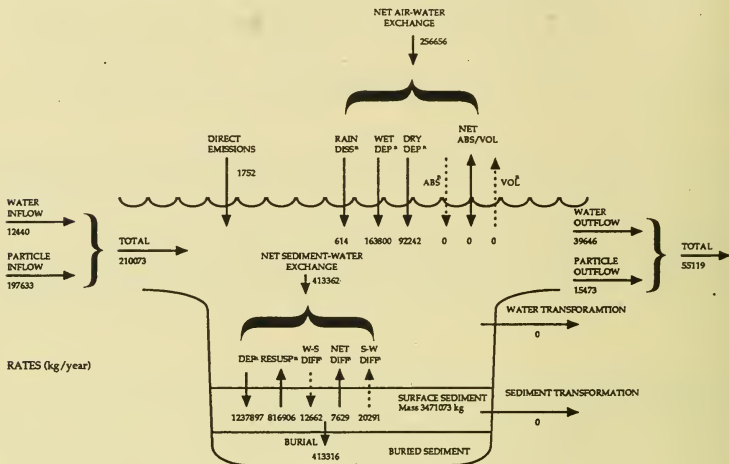 NET AIR-WATER
EXCHANGE
256656
DIRECT
EMISSIONS
1752
RAIN
DISS
WET
DEP
DRY
DEP
NET
ABS/VOL
ABS
VOL
614
163800
92242
0
0
0
WATER
INFLOW
12440
PARTICLE
INFLOW
197633
TOTAL
210073
WATER
OUTFLOW
39646
PARTICLE
OUTFLOW
15473
TOTAL
55119
NET SEDIMENT-WATER
EXCHANGE
413362
WATER TRANSFORAMTION
0
DEP
RESUSP
W-S
DIFF
NET
DIFF
S-W
DIFF
RATES (kg/year)
1237897
816906
12662
7629
20291
SURFACE SEDIMENT
Mass 3471073 kg
SEDIMENT TRANSFORMATION
0
BURIAL
413316
BURIED SEDIMENT